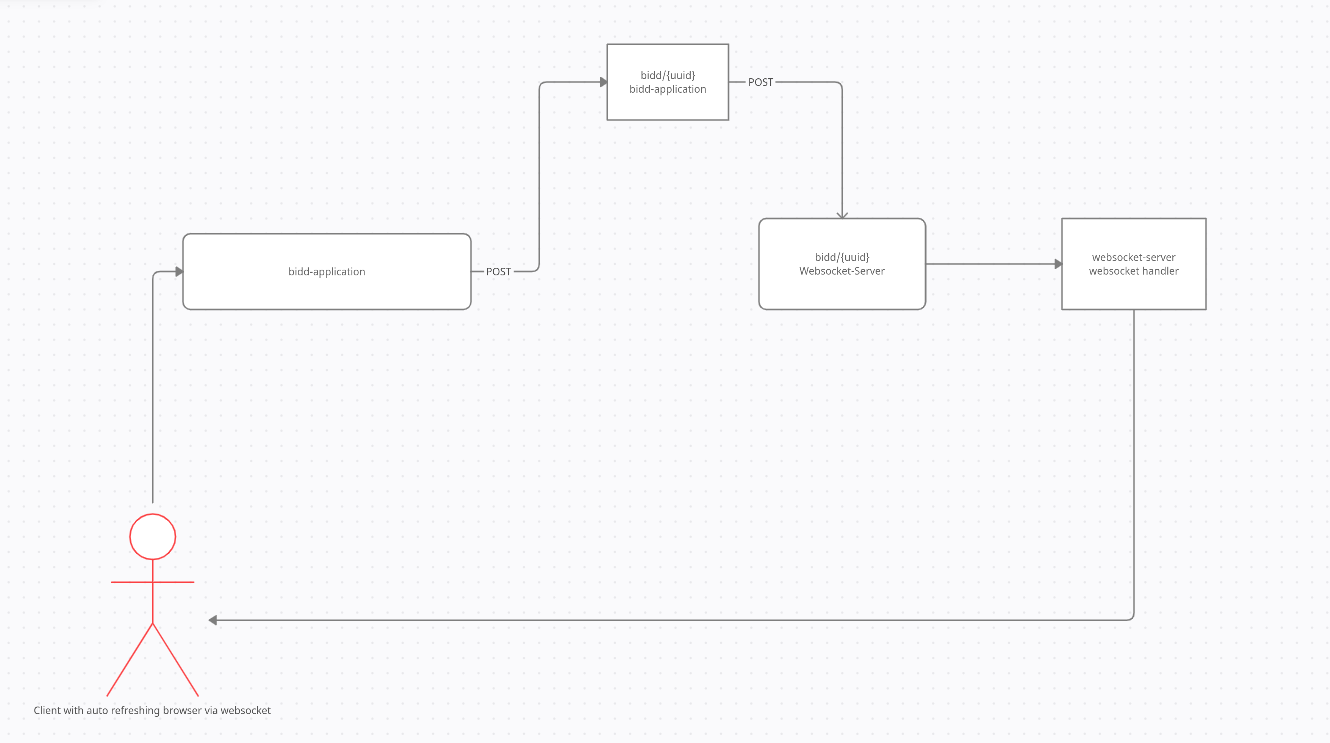 bidd/{uuid}
bidd-application
POST
bidd-application
POST
bidd/{uuid}
Websocket-Server
websocket-server
websocket handler
Client with auto refreshing browser via websocket